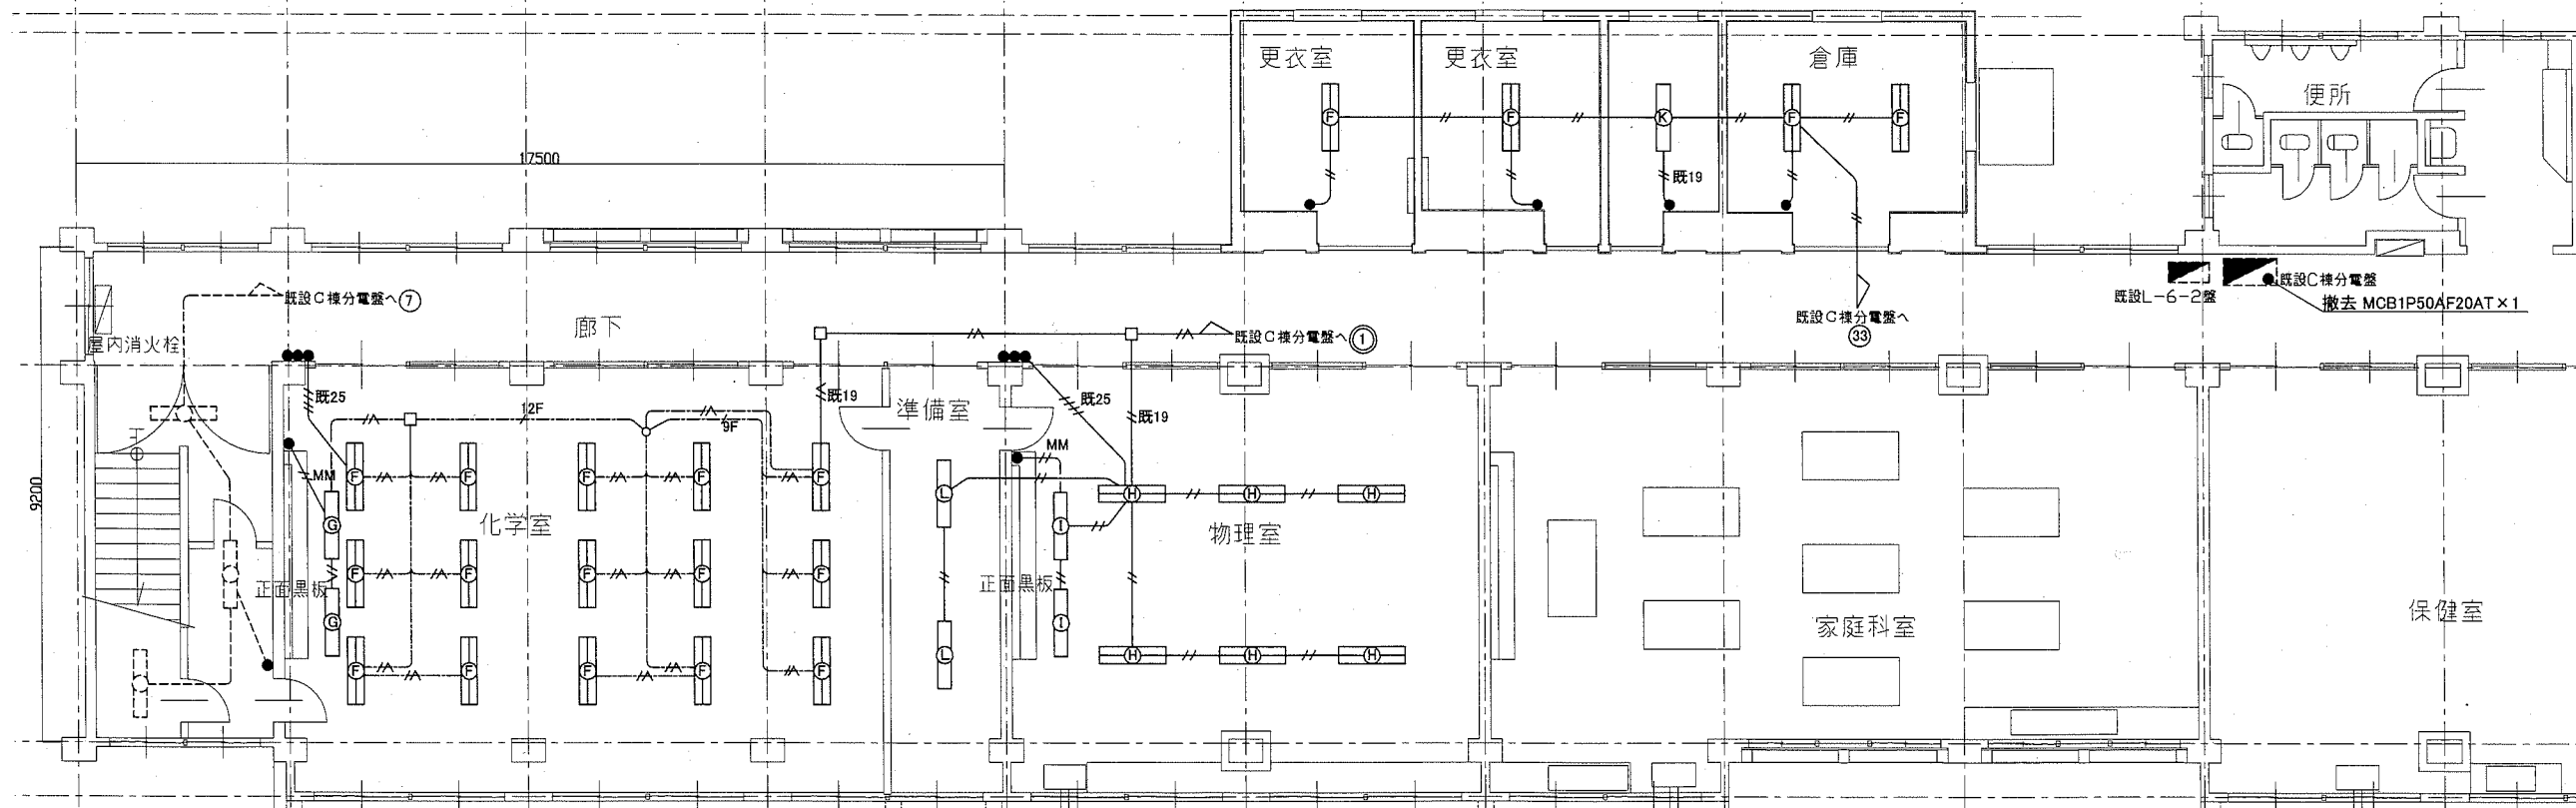 更衣室
更衣室
倉庫
便所
F
F
K
F
F
17500
既19
既設C棟分電盤へ⑦
既設L-6-2盤
既設C棟分電盤
撤去 MCB1P50AF20AT×1
廊下
既設C棟分電盤へ①
既設C棟分電盤へ
㉝
屋内消火栓
既25
12F
9F
既19
準備室
既25
既19
MM
MM
9200
F
F
F
F
F
L
H
H
H
G
化学室
I
物理室
F
F
F
F
F
正面黒板
正面黒板
G
I
家庭科室
保健室
F
F
F
F
F
L
H
H
H